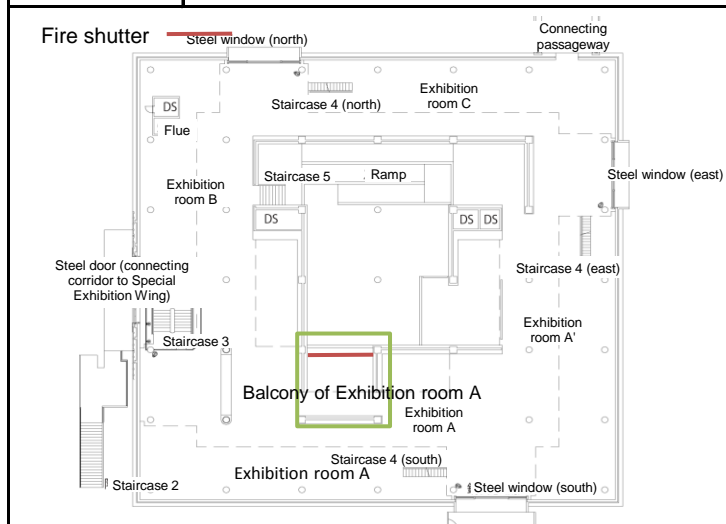 Fire shutter
Steel window (north)
Connecting
passageway
Exhibition
room C
Staircase 4 (north)
DS
Flue
Staircase 5
Ramp
Steel window (east)
Exhibition
room B
DS
DS
DS
Steel door (connecting
corridor to Special
Exhibition Wing)
Staircase 4 (east)
Staircase 3
Exhibition
room A'
Balcony of Exhibition room A
Exhibition
room A
Staircase 4 (south)
Exhibition room A
Staircase 2
Steel window (south)